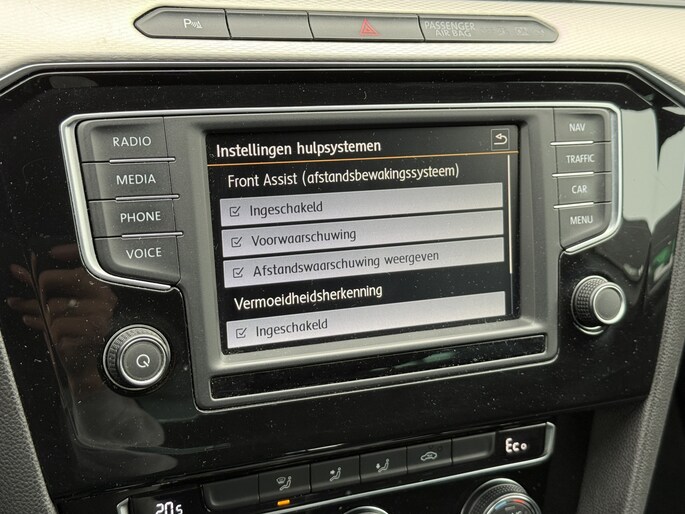 P
PASSENGER
AIR BAG
RADIO
MEDIA
PHONE
VOICE
Instellingen hulpsystemen
Front Assist (afstandsbewakingssysteem)
Ingeschakeld
Voorwaarschuwing
Afstandswaarschuwing weergeven
Vermoeidheidsherkenning
Ingeschakeld
NAV
TRAFFIC
CAR
MENU
Eco
20.5